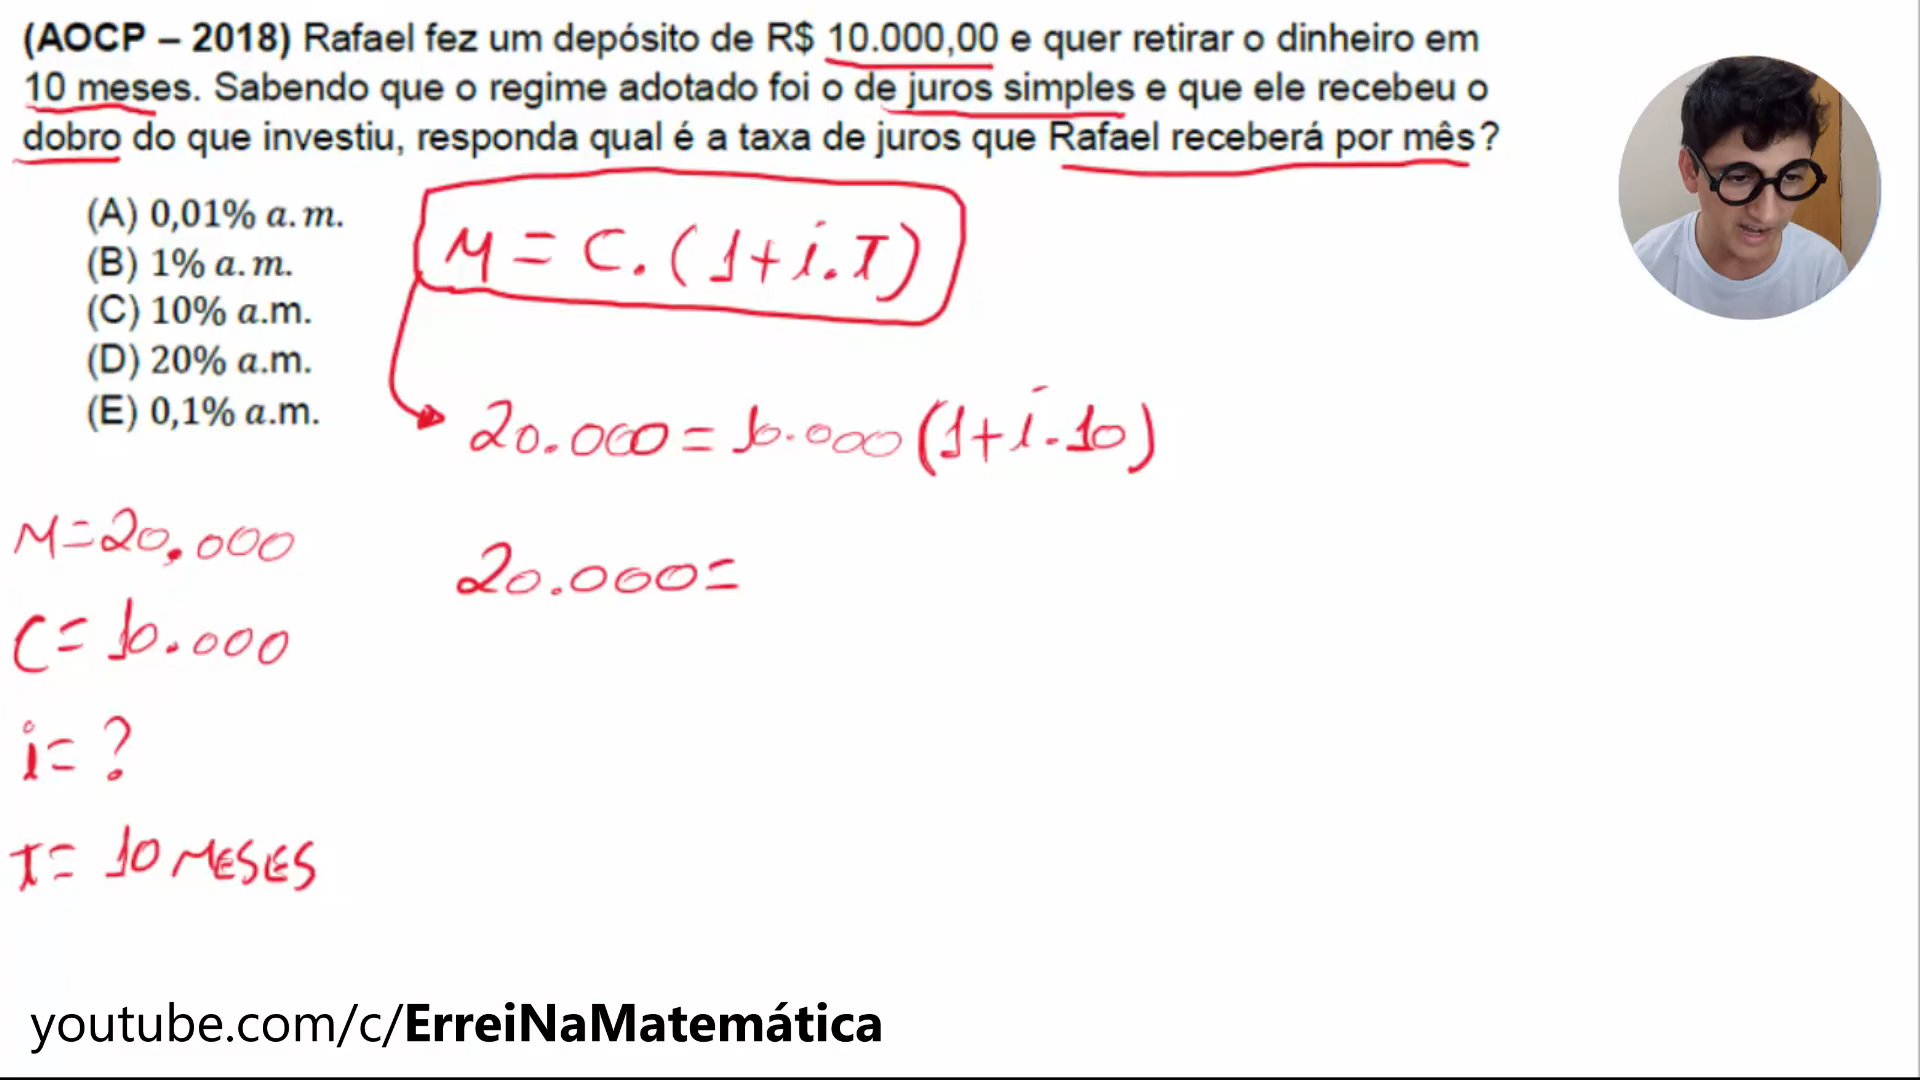 (AOCP – 2018) Rafael fez um depósito de R$ 10.000,00 e quer retirar o dinheiro em
10 meses. Sabendo que o regime adotado foi o de juros simples e que ele recebeu o
dobro do que investiu, responda qual é a taxa de juros que Rafael receberá por mês?
(A) 0,01% a.m.
(B) 1% a.m.
(C) 10% a.m.
(D) 20% a.m.
(E) 0,1% a.m.
M = C.(1+i.T)
20.000 = 10.000 (1+i.10)
20.000 =
M = 20.000
C = 10.000
i = ?
T = 10 MESES
youtube.com/c/ErreiNaMatemática